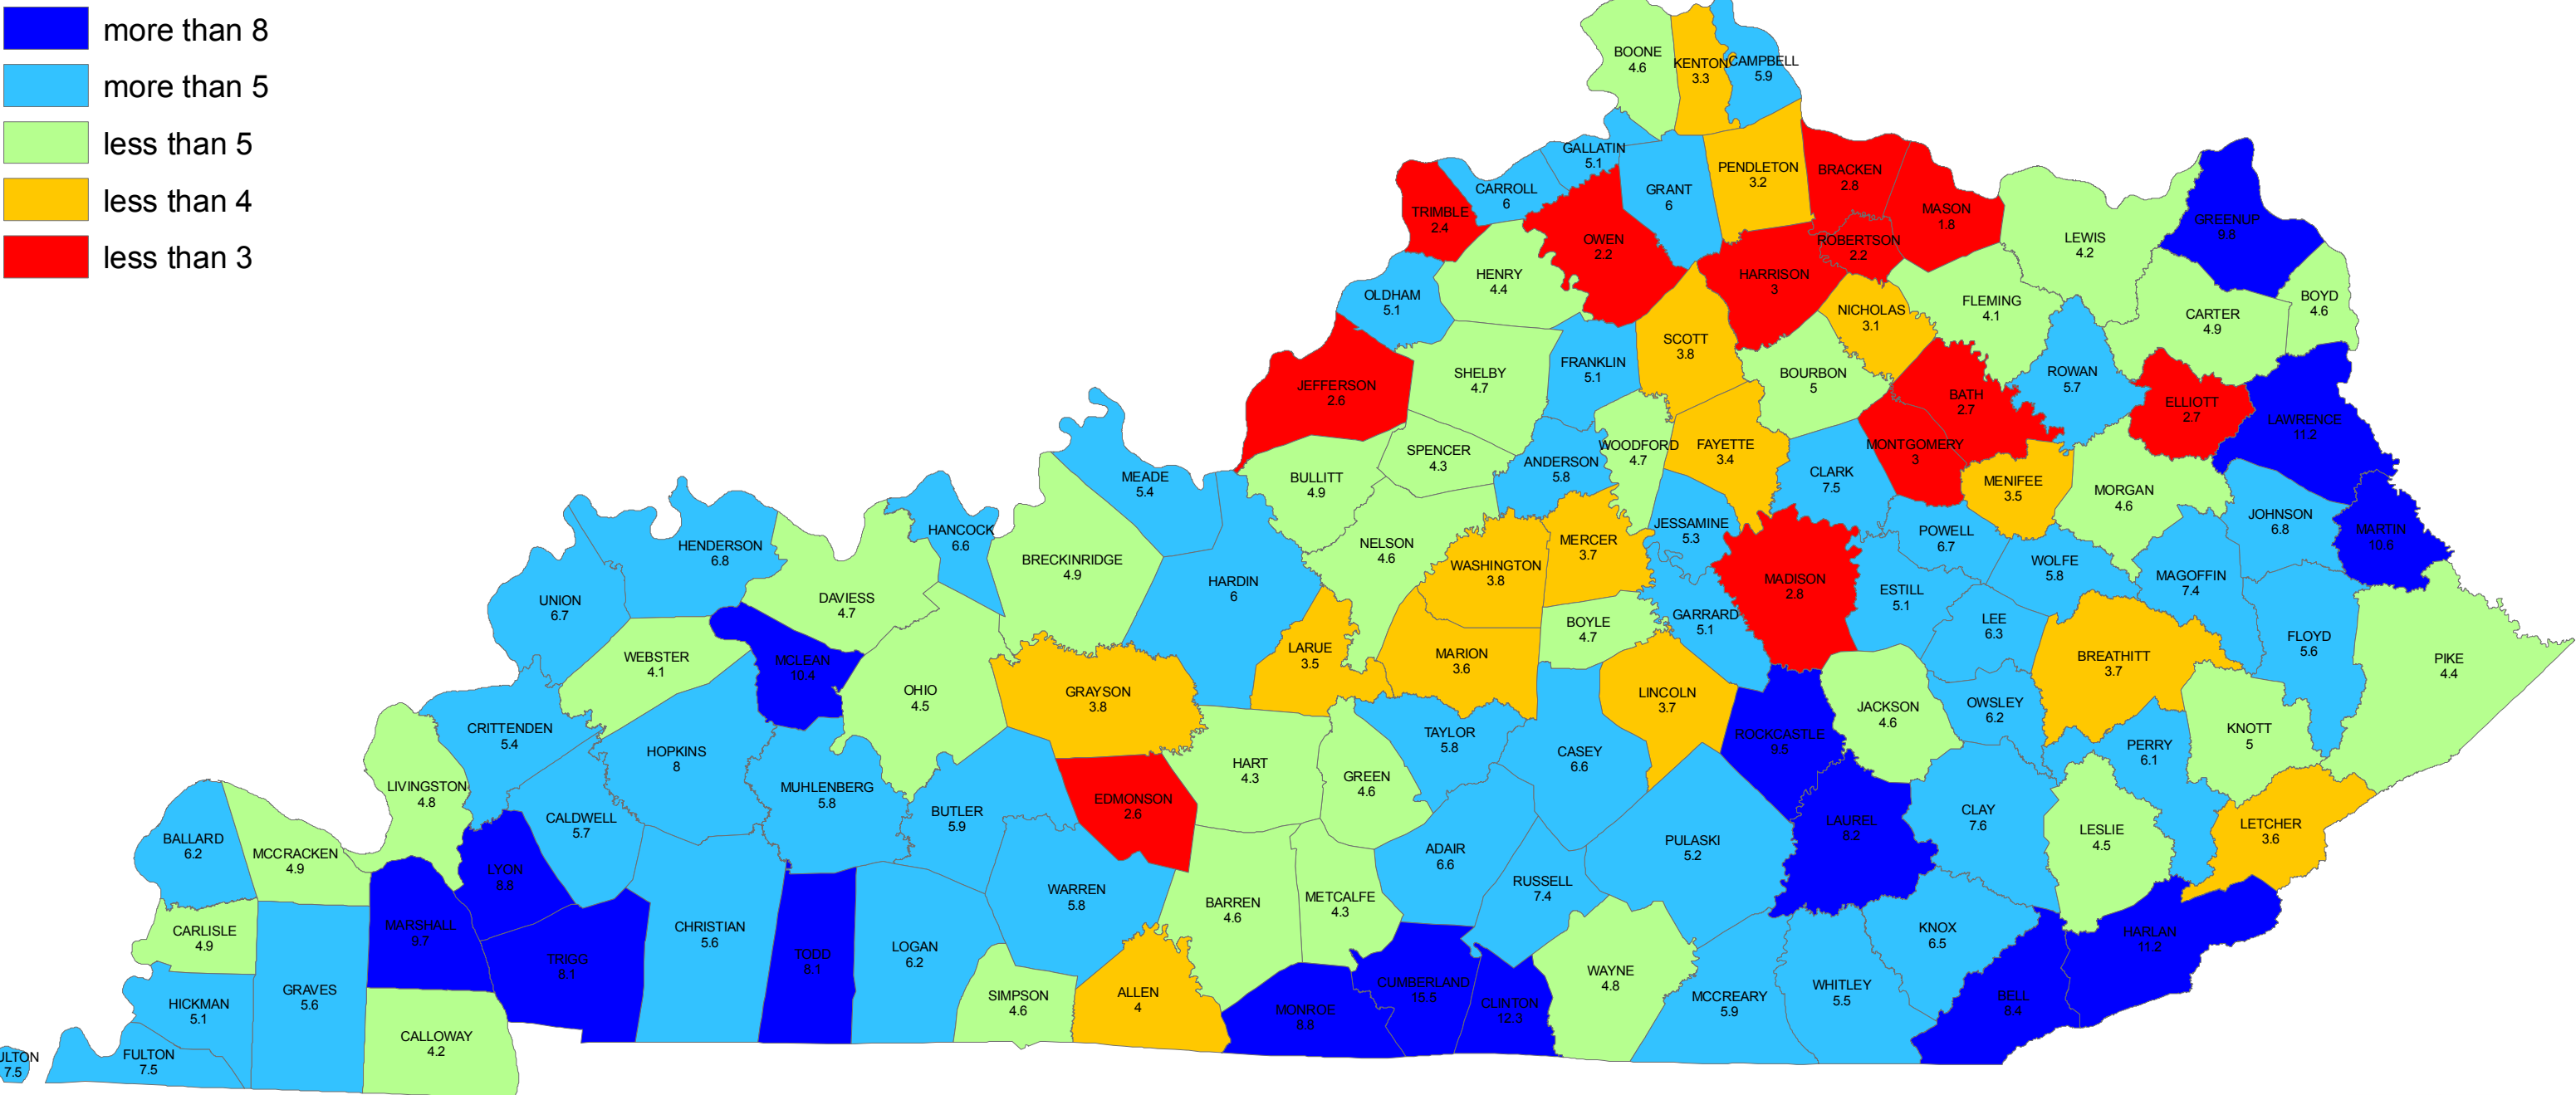 more than 8
more than 5
less than 5
less than 4
less than 3
BOONE
4.6
KENTON
3.3
CAMPBELL
5.9
GALLATIN
5.1
CARROLL
6
GRANT
6
PENDLETON
3.2
BRACKEN
2.8
MASON
1.8
TRIMBLE
2.4
OWEN
2.2
ROBERTSON
2.2
LEWIS
4.2
GREENUP
9.8
HENRY
4.4
HARRISON
3
OLDHAM
5.1
NICHOLAS
3.1
FLEMING
4.1
CARTER
4.9
BOYD
4.6
SCOTT
3.8
JEFFERSON
2.6
SHELBY
4.7
FRANKLIN
5.1
BOURBON
5
BATH
2.7
ROWAN
5.7
ELLIOTT
2.7
LAWRENCE
11.2
SPENCER
4.3
WOODFORD
4.7
FAYETTE
3.4
MONTGOMERY
3
MEADE
5.4
BULLITT
4.9
ANDERSON
5.8
CLARK
7.5
MENIFEE
3.5
MORGAN
4.6
JOHNSON
6.8
MARTIN
10.6
HENDERSON
6.8
HANCOCK
6.6
BRECKINRIDGE
4.9
NELSON
4.6
MERCER
3.7
JESSAMINE
5.3
POWELL
6.7
UNION
6.7
DAVIESS
4.7
HARDIN
6
WASHINGTON
3.8
MADISON
2.8
ESTILL
5.1
WOLFE
5.8
MAGOFFIN
7.4
BOYLE
4.7
GARRARD
5.1
LEE
6.3
FLOYD
5.6
PIKE
4.4
WEBSTER
4.1
MCLEAN
10.4
LARUE
3.5
MARION
3.6
BREATHITT
3.7
OHIO
4.5
GRAYSON
3.8
LINCOLN
3.7
JACKSON
4.6
OWSLEY
6.2
KNOTT
5
CRITTENDEN
5.4
HOPKINS
8
TAYLOR
5.8
CASEY
6.6
ROCKCASTLE
9.5
PERRY
6.1
LIVINGSTON
4.8
MUHLENBERG
5.8
HART
4.3
GREEN
4.6
CALDWELL
5.7
BUTLER
5.9
EDMONSON
2.6
LAUREL
8.2
CLAY
7.6
LESLIE
4.5
LETCHER
3.6
BALLARD
6.2
MCCRACKEN
4.9
LYON
8.8
ADAIR
6.6
PULASKI
5.2
RUSSELL
7.4
WARREN
5.8
BARREN
4.6
METCALFE
4.3
CARLISLE
4.9
MARSHALL
9.7
CHRISTIAN
5.6
KNOX
6.5
HARLAN
11.2
TRIGG
8.1
TODD
8.1
LOGAN
6.2
WAYNE
4.8
HICKMAN
5.1
GRAVES
5.6
SIMPSON
4.6
ALLEN
4
MONROE
8.8
CUMBERLAND
15.5
CLINTON
12.3
MCCREARY
5.9
WHITLEY
5.5
BELL
8.4
CALLOWAY
4.2
ULTON
7.5
FULTON
7.5